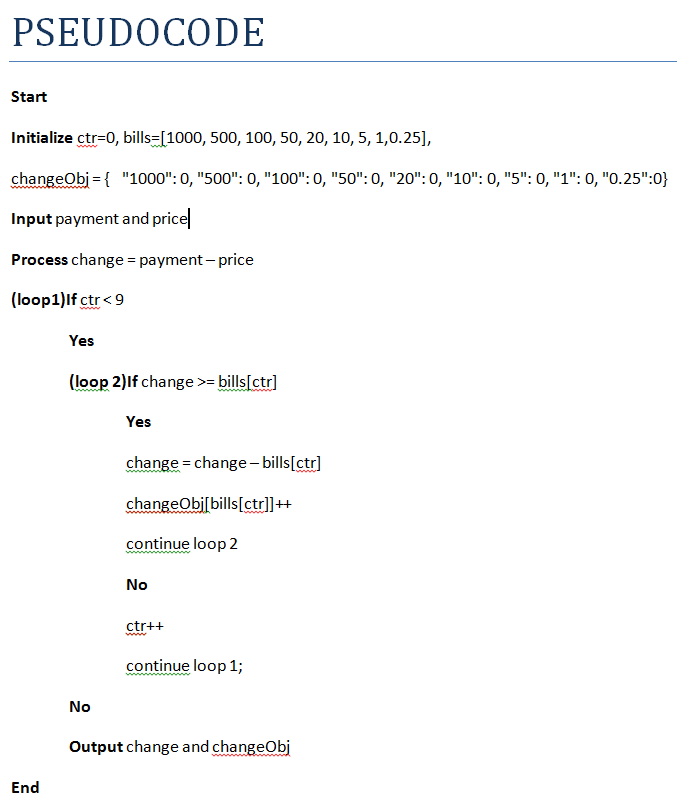 PSEUDOCODE
Start
Initialize ctr=0, bills=[1000, 500, 100, 50, 20, 10, 5, 1,0.25],
changeObj = {   "1000": 0, "500": 0, "100": 0, "50": 0, "20": 0, "10": 0, "5": 0, "1": 0, "0.25":0}
Input payment and price
Process change = payment – price
(loop1)If ctr < 9
Yes
(loop 2)If change >= bills[ctr]
Yes
change = change – bills[ctr]
changeObj[bills[ctr]]++
continue loop 2
No
ctr++
continue loop 1;
No
Output change and changeObj
End